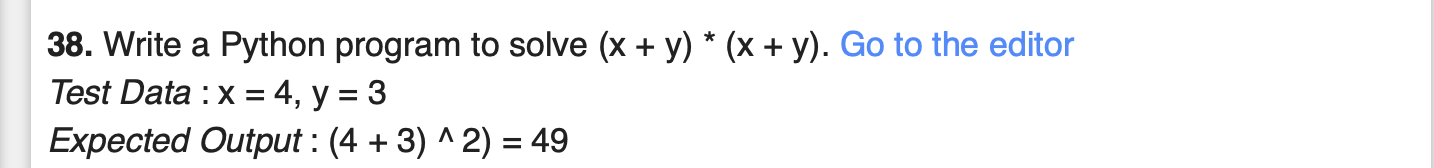 38. Write a Python program to solve (x + y) * (x + y). Go to the editor
Test Data : x = 4, y = 3
Expected Output : (4 + 3) ^ 2) = 49